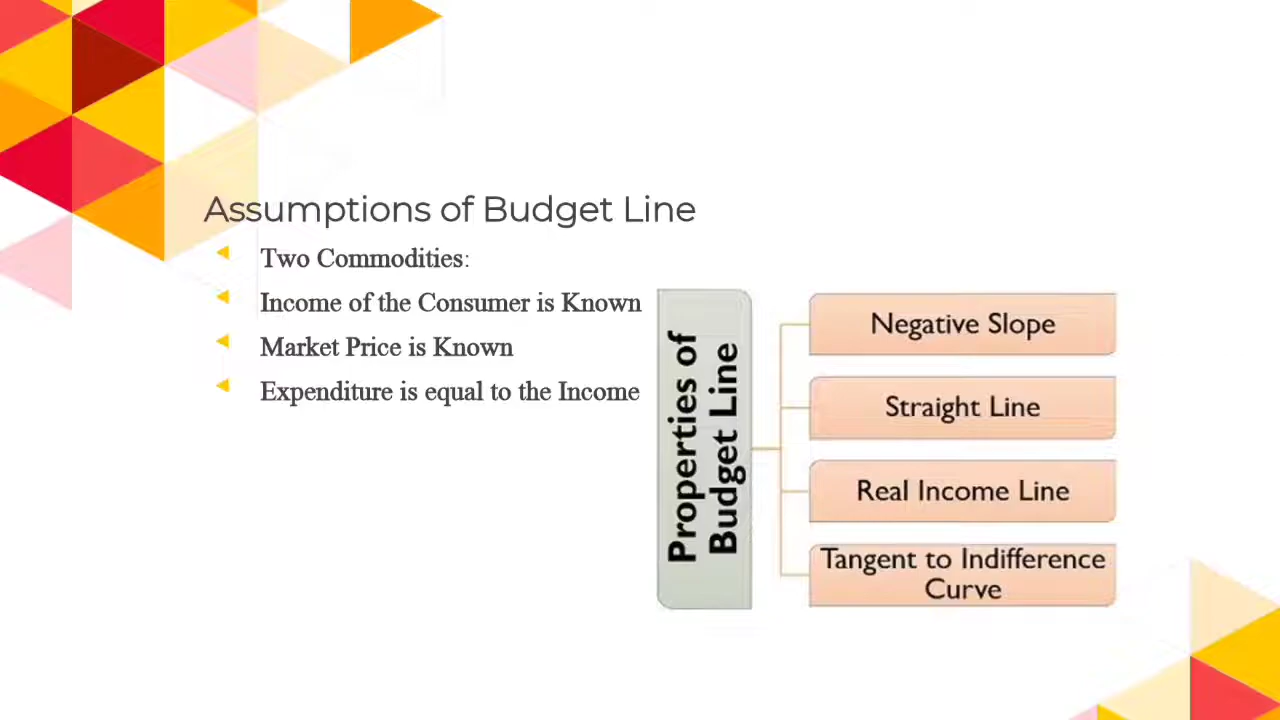 Assumptions of Budget Line
Two Commodities:
Income of the Consumer is Known
Market Price is Known
Expenditure is equal to the Income
Properties of
Budget Line
Negative Slope
Straight Line
Real Income Line
Tangent to Indifference
Curve